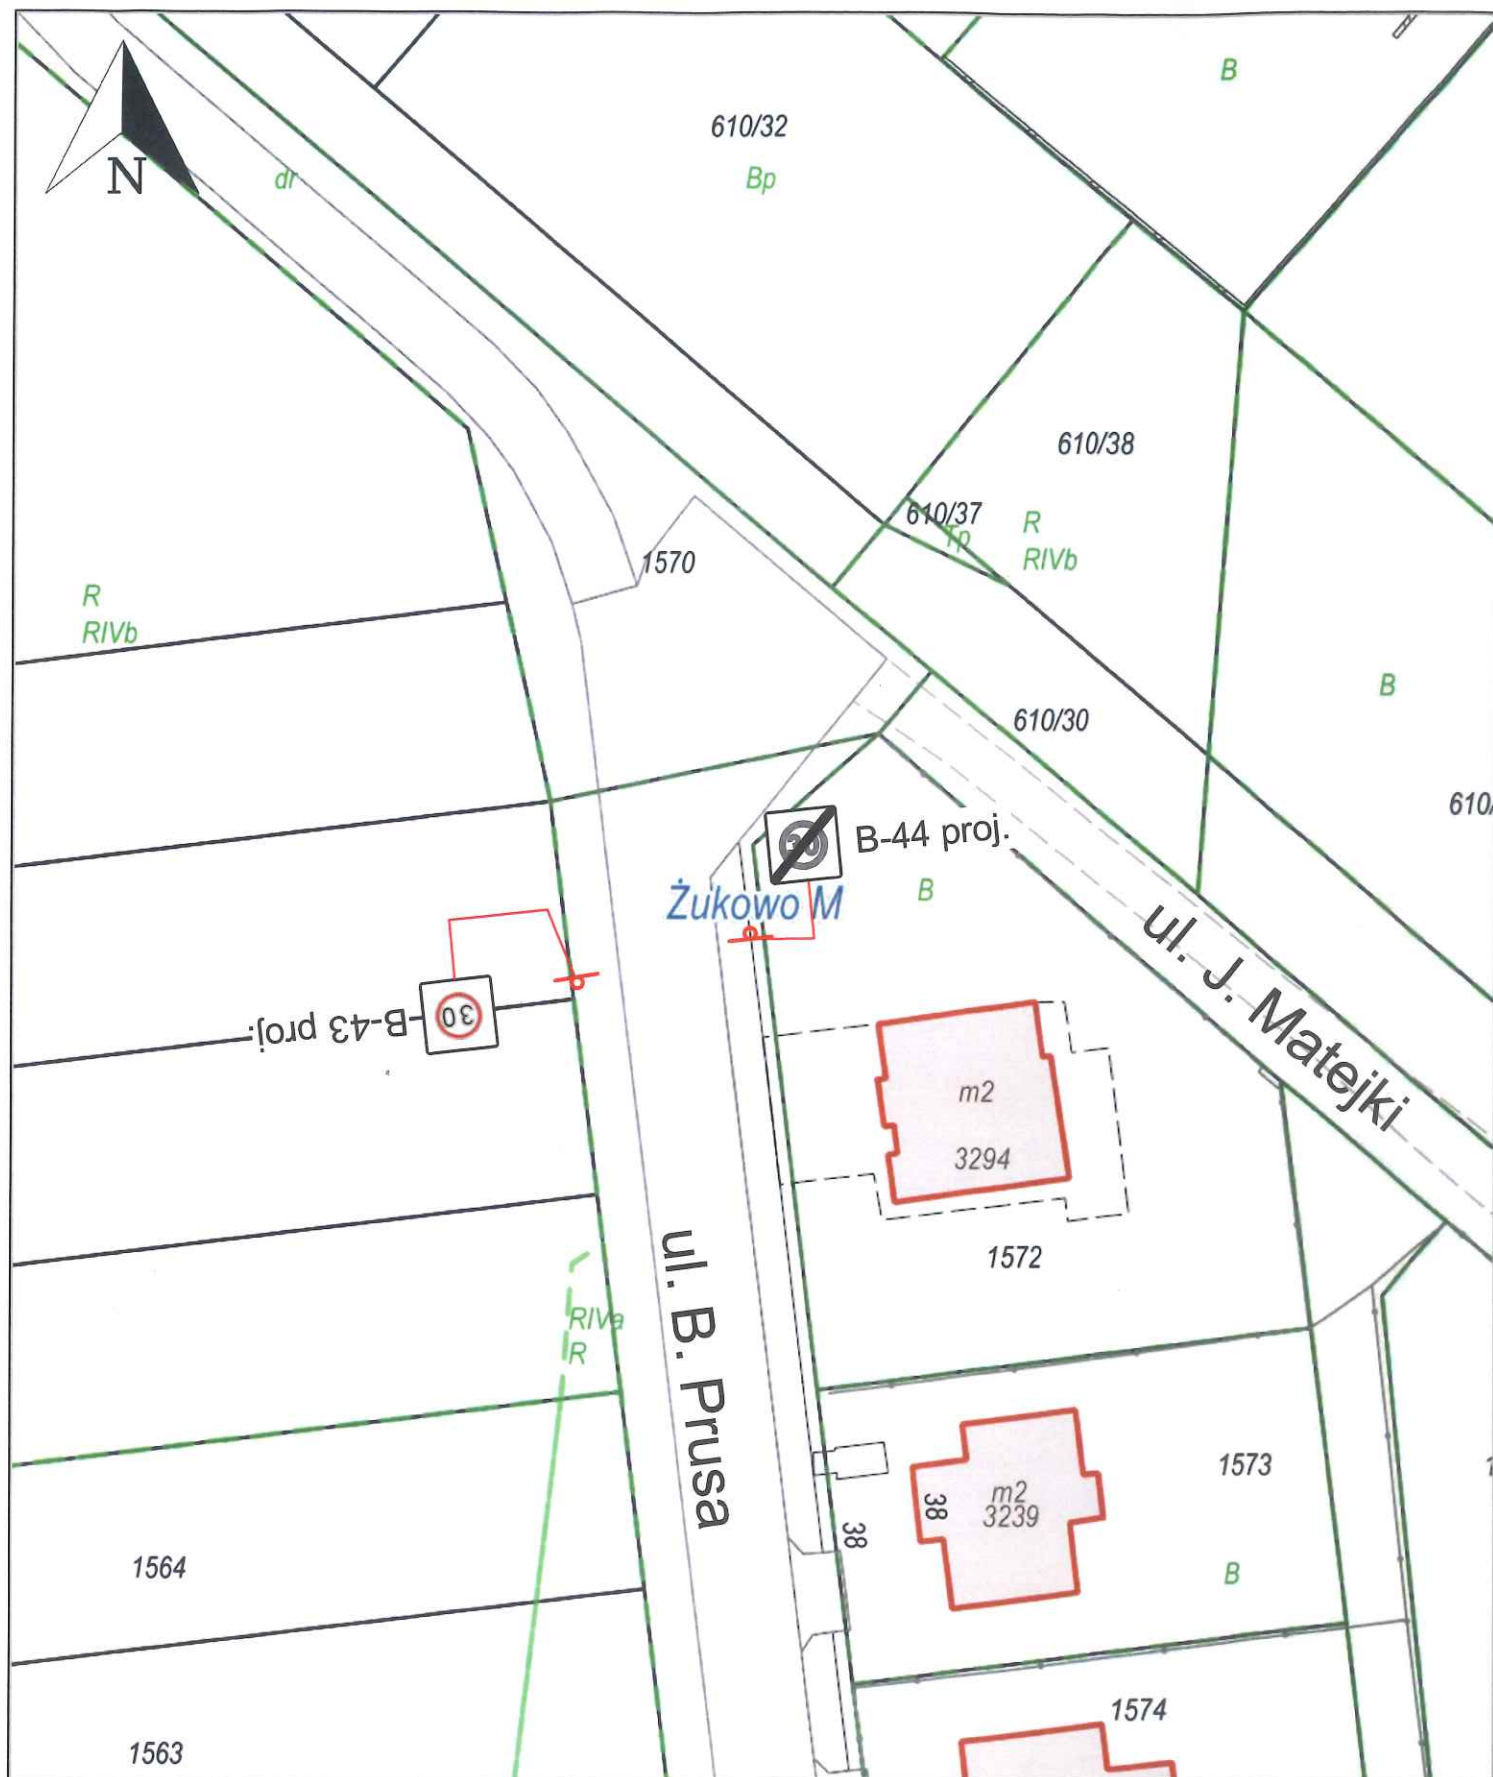 B
610/32
N
dr
Bp
610/38
610/37
R
Tp
RIVb
1570
R
RIVb
B
610/30
610/
30
B-44 proj.
Żukowo M
B
ul. J. Matejki
30
B-43 proj.
m2
3294
ul. B. Prusa
1572
RIVa
R
1573
m2
3239
38
38
1564
B
1574
1563